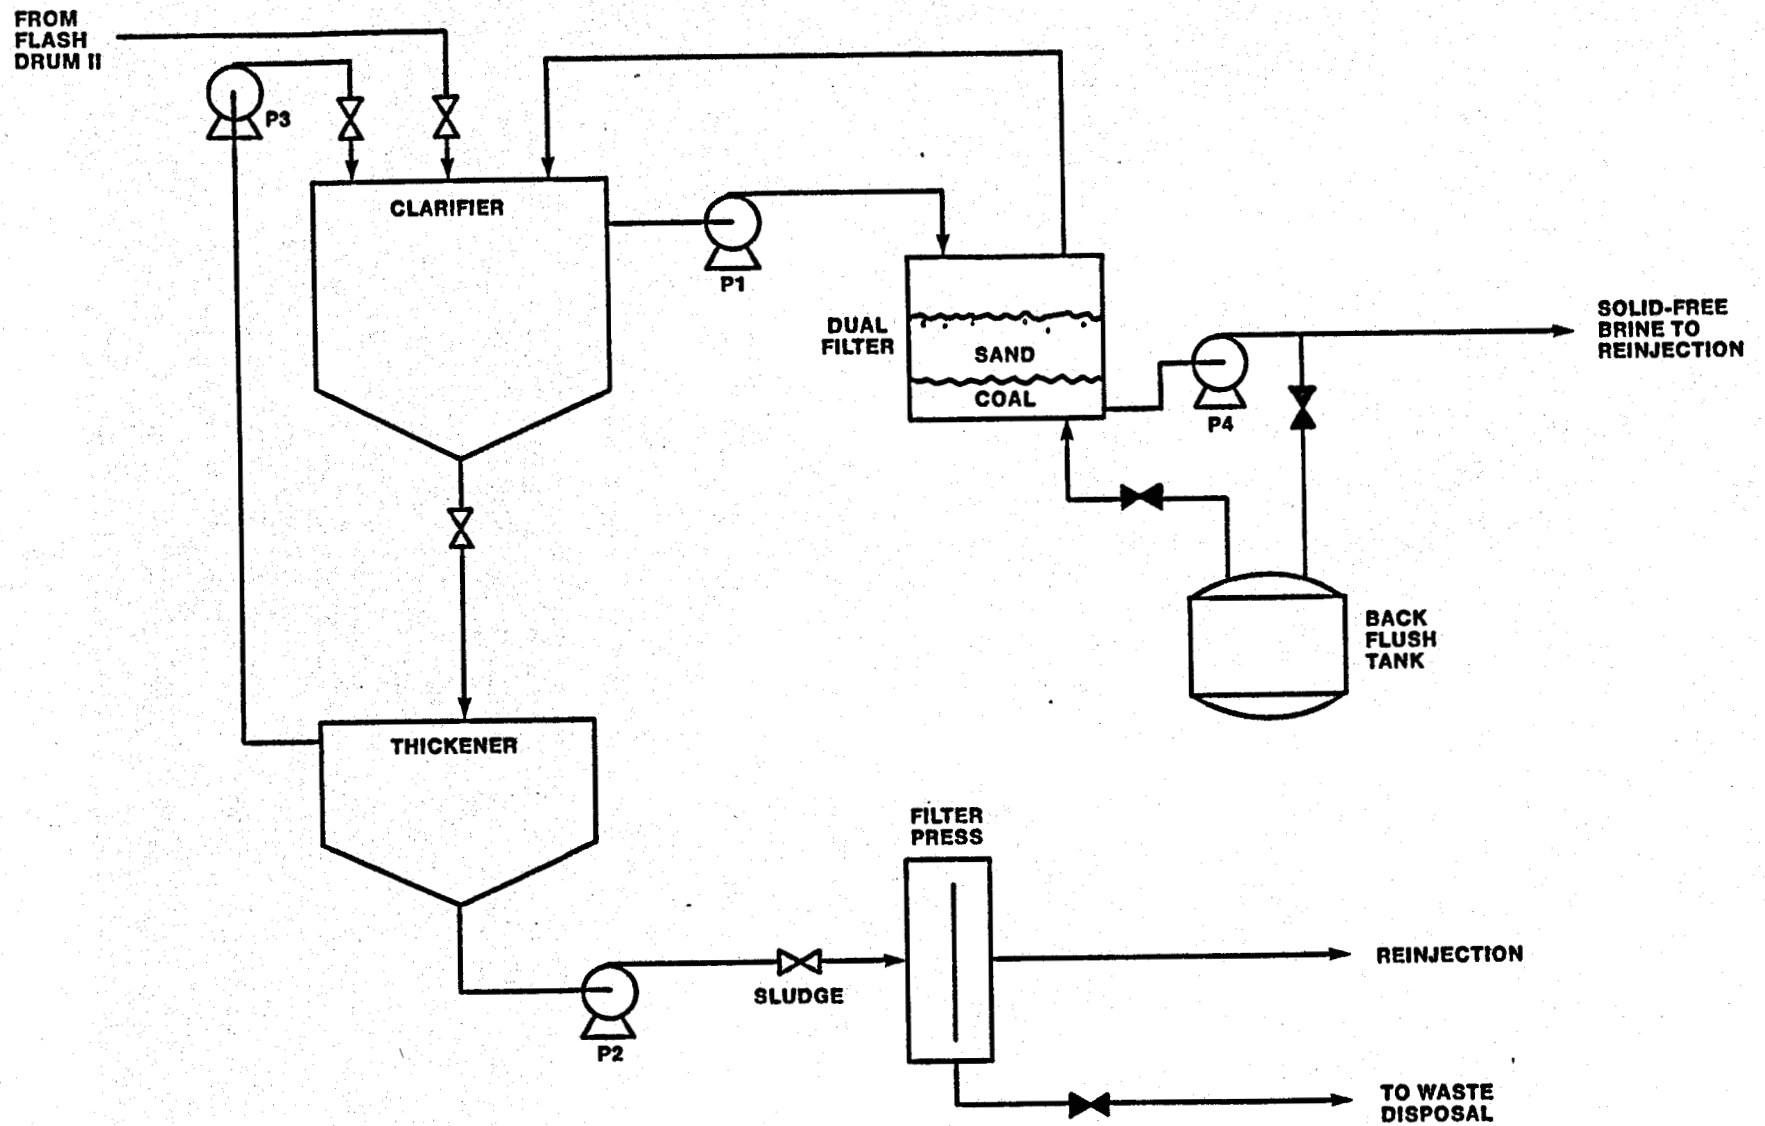 FROM
FLASH
DRUM II
P3
CLARIFIER
P1
DUAL
FILTER
SAND
COAL
P4
SOLID-FREE
BRINE TO
REINJECTION
BACK
FLUSH
TANK
THICKENER
FILTER
PRESS
SLUDGE
P2
REINJECTION
TO WASTE
DISPOSAL